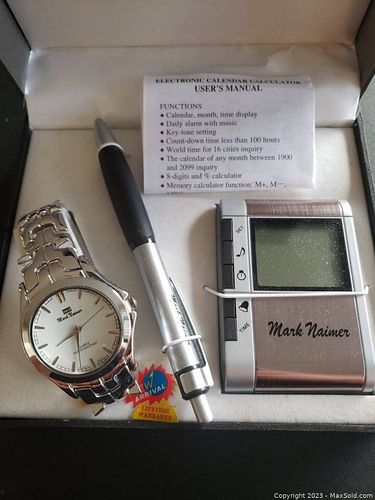 ELECTRONIC CALENDAR CALCULATOR
USER'S MANUAL
FUNCTIONS
• Calendar, month, time display
• Daily alarm with music
• Key-tone setting
• Count-down time less than 100 hours
• World time for 16 cities inquiry
• The calendar of any month between 1900
and 2099 inquiry
• 8-digits and % calculator
• Memory calculator function: M+, M—,
SET
TIME
Mark Naimer
Mark Naimer
NEW
ARRIVAL
LIFETIME
WARRANTY
Copyright © 2023 - MaxSold.com